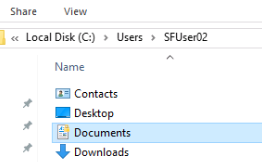 Share View
« Local Disk (C:) > Users > SFUser02
Name
Contacts
Desktop
Documents
Downloads